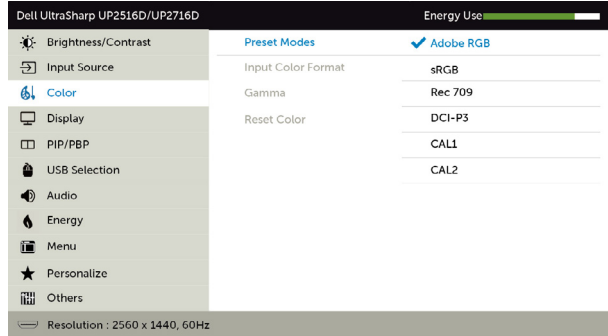 Dell UltraSharp UP2516D/UP2716D Energy Use
Brightness/Contrast Preset Modes Adobe RGB
Input Source Input Color Format sRGB
Color Gamma Rec 709
Display Reset Color DCI-P3
PIP/PBP CAL1
USB Selection CAL2
Audio
Energy
Menu
Personalize
Others
Resolution : 2560 x 1440, 60Hz